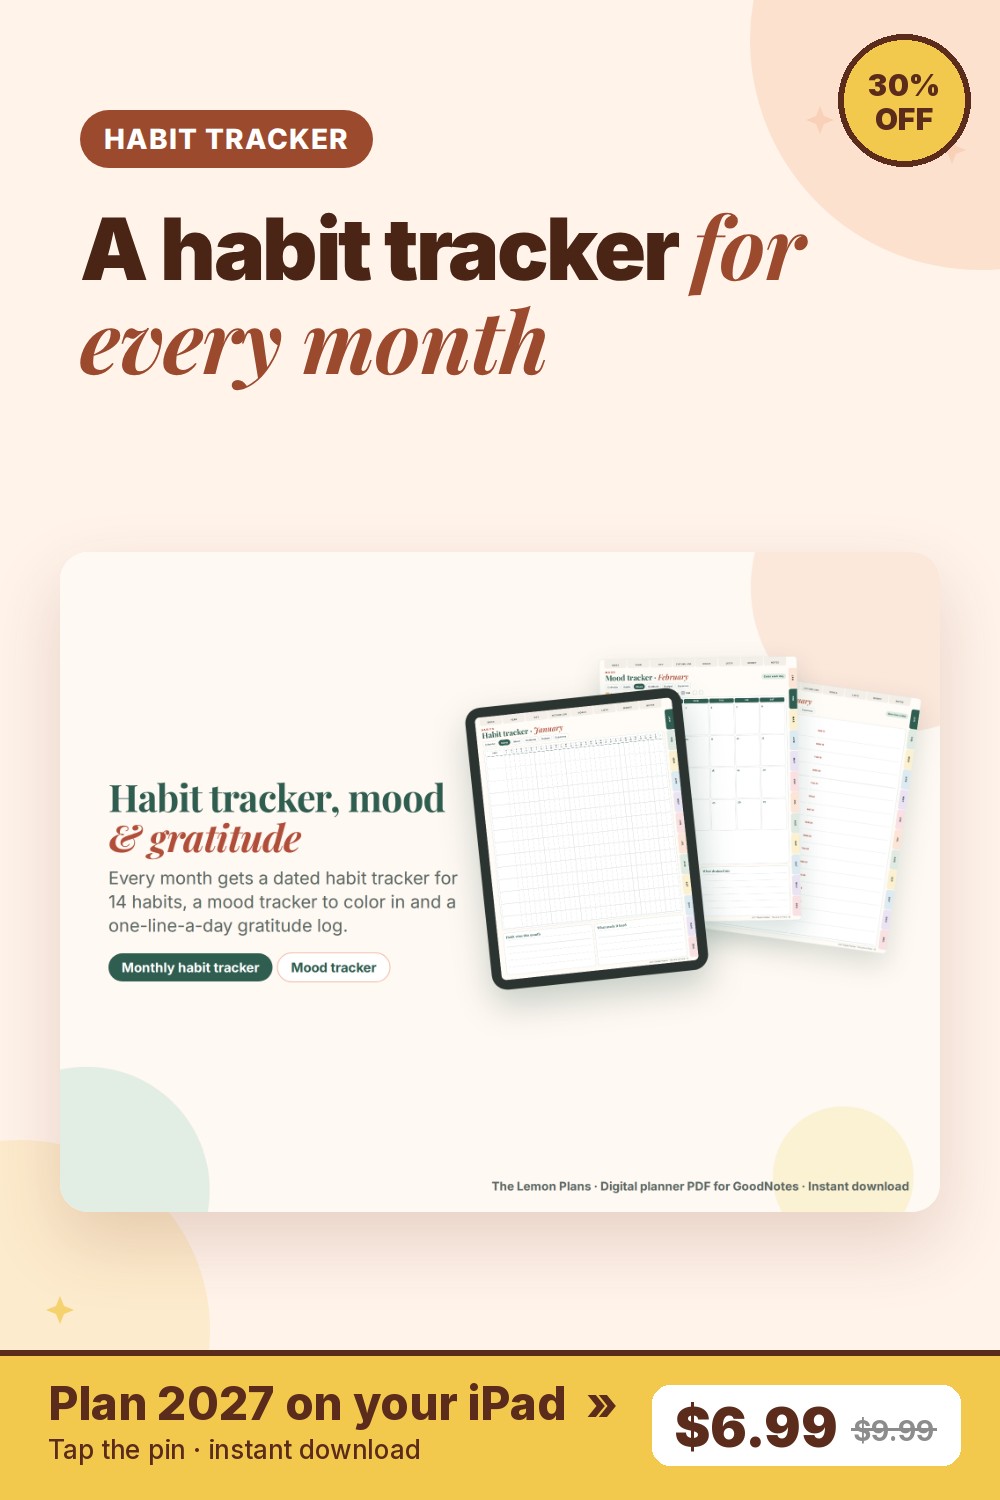 30%
OFF
HABIT TRACKER
A habit tracker for
every month
Mood tracker · February
Habit tracker · January
Habit tracker, mood
& gratitude
Every month gets a dated habit tracker for
14 habits, a mood tracker to color in and a
one-line-a-day gratitude log.
Monthly habit tracker
Mood tracker
The Lemon Plans · Digital planner PDF for GoodNotes · Instant download
Plan 2027 on your iPad »
Tap the pin · instant download
$6.99 $9.99